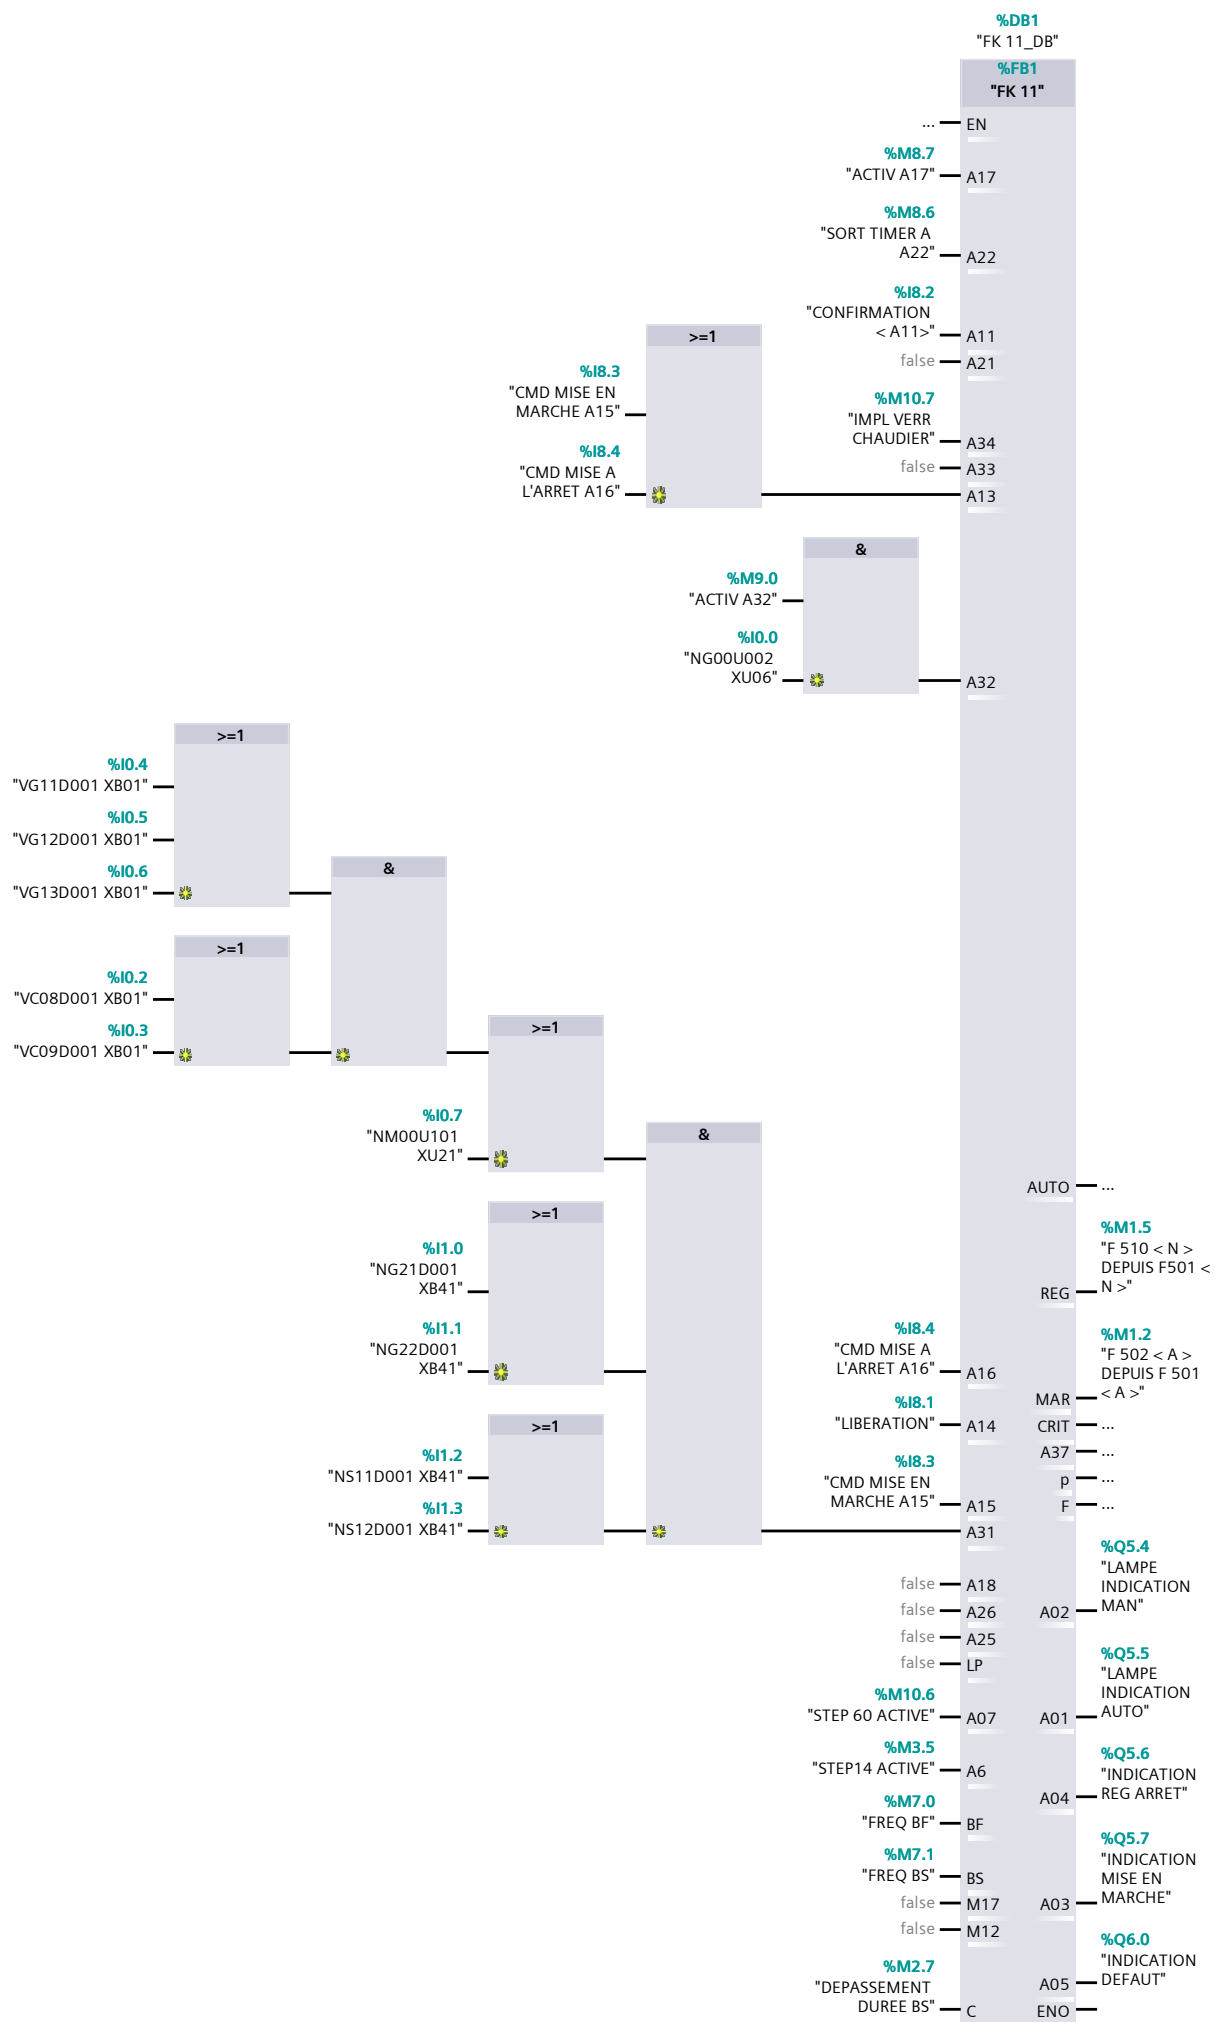 %DB1
"FK 11_DB"
%FB1
"FK 11"
... EN
%M8.7
"ACTIV A17" A17
%M8.6
"SORT TIMER A
A22" A22
%I8.2
"CONFIRMATION
< A11>" A11
false A21
>=1
%I8.3
"CMD MISE EN
MARCHE A15"
%M10.7
"IMPL VERR
CHAUDIER" A34
%I8.4
"CMD MISE A
L'ARRET A16"
false A33
A13
&
%M9.0
"ACTIV A32"
%I0.0
"NG00U002
XU06"
A32
>=1
%I0.4
"VG11D001 XB01"
%I0.5
"VG12D001 XB01"
%I0.6
"VG13D001 XB01"
&
>=1
%I0.2
"VC08D001 XB01"
%I0.3
"VC09D001 XB01"
>=1
%I0.7
"NM00U101
XU21"
&
AUTO ...
>=1
%I1.0
"NG21D001
XB41"
%M1.5
"F 510 < N >
DEPUIS F501 <
N >"
REG
%I1.1
"NG22D001
XB41"
%I8.4
"CMD MISE A
L'ARRET A16" A16
%M1.2
"F 502 < A >
DEPUIS F 501
< A >"
MAR
>=1
%I8.1
"LIBERATION" A14
CRIT ...
A37 ...
%I1.2
"NS11D001 XB41"
%I8.3
"CMD MISE EN
MARCHE A15" A15
p ...
F ...
%I1.3
"NS12D001 XB41"
A31
%Q5.4
"LAMPE
INDICATION
MAN"
false A18
false A26
A02
false A25
false LP
%Q5.5
"LAMPE
INDICATION
AUTO"
%M10.6
"STEP 60 ACTIVE" A07
A01
%M3.5
"STEP14 ACTIVE" A6
%Q5.6
"INDICATION
REG ARRET"
A04
%M7.0
"FREQ BF" BF
%M7.1
"FREQ BS" BS
%Q5.7
"INDICATION
MISE EN
MARCHE"
false M17
A03
false M12
%M2.7
"DEPASSEMENT
DUREE BS" C
%Q6.0
"INDICATION
DEFAUT"
A05
ENO